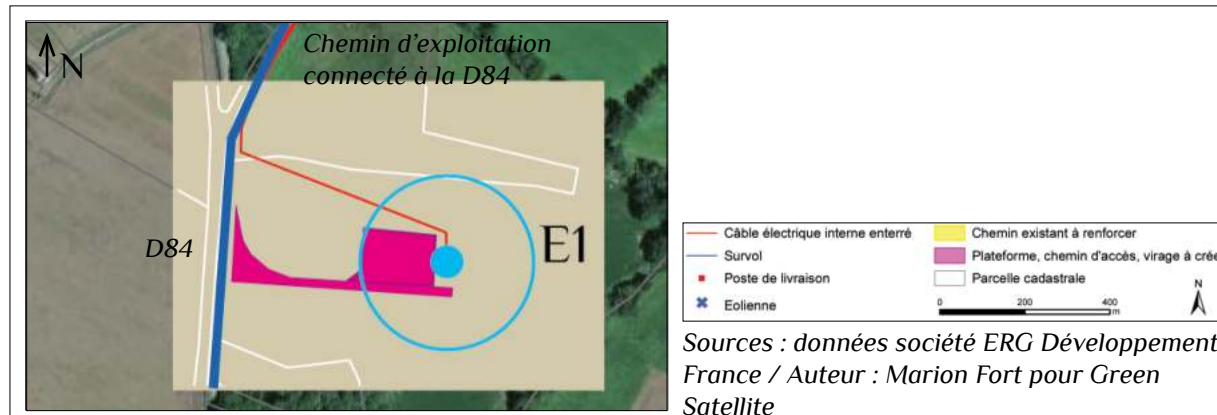 N
Chemin d'exploitation
connecté à la D84
D84
E1
Câble électrique interne enterré
Survol
Poste de livraison
Eolienne
Chemin existant à renforcer
Plateforme, chemin d'accès, virage à crée
Parcelle cadastrale
0 200 400
m
N
Sources : données société ERG Développement
France / Auteur : Marion Fort pour Green
Satellite